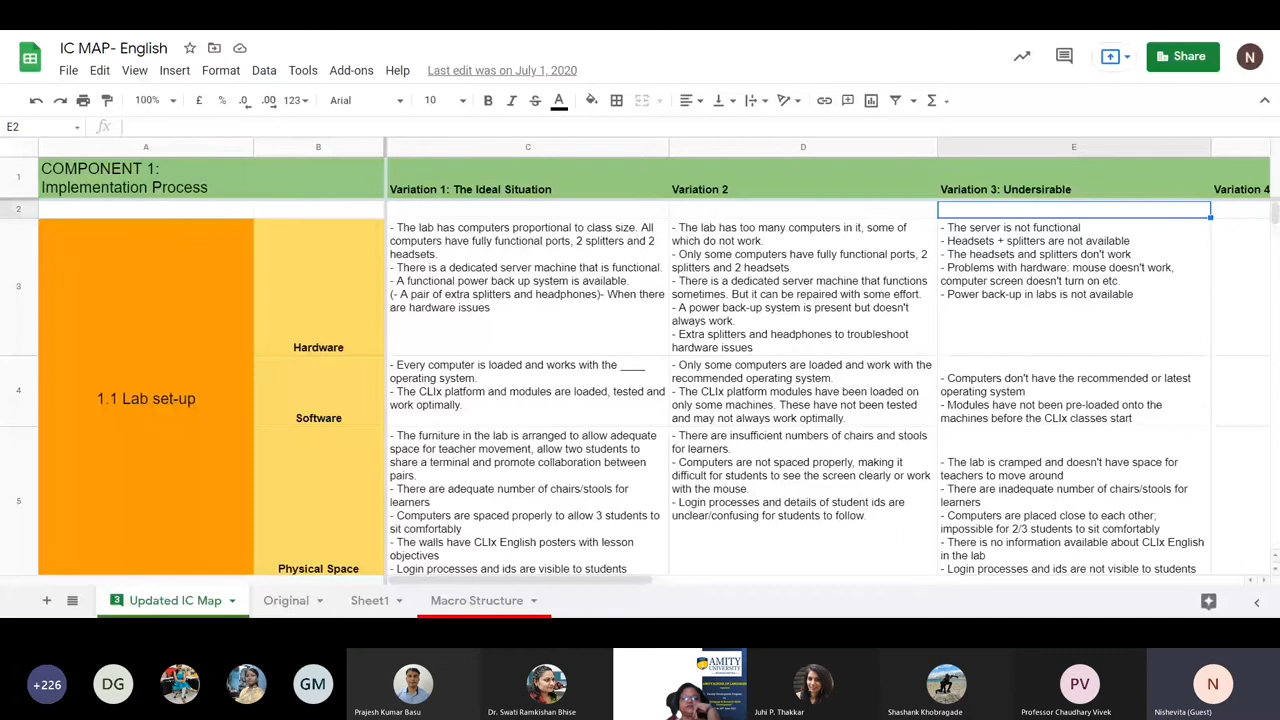 IC MAP- English
File Edit View Insert Format Data Tools Add-ons Help Last edit was on July 1, 2020
Share
N
100% £ % .0 .00 123 Arial 10 B I S A
E2 fx
A B C D E
1 COMPONENT 1:
Implementation Process
Variation 1: The Ideal Situation
Variation 2
Variation 3: Undersirable
Variation 4
2
3
1.1 Lab set-up
Hardware
- The lab has computers proportional to class size. All
computers have fully functional ports, 2 splitters and 2
headsets.
- There is a dedicated server machine that is functional.
- A functional power back up system is available.
(- A pair of extra splitters and headphones)- When there
are hardware issues
- The lab has too many computers in it, some of
which do not work.
- Only some computers have fully functional ports, 2
splitters and 2 headsets
- There is a dedicated server machine that functions
sometimes. But it can be repaired with some effort.
- A power back-up system is present but doesn't
always work.
- Extra splitters and headphones to troubleshoot
hardware issues
- The server is not functional
- Headsets + splitters are not available
- The headsets and splitters don't work
- Problems with hardware: mouse doesn't work,
computer screen doesn't turn on etc.
- Power back-up in labs is not available
4
Software
- Every computer is loaded and works with the ____
operating system.
- The CLIx platform and modules are loaded, tested and
work optimally.
- Only some computers are loaded and work with the
recommended operating system.
- The CLIx platform modules have been loaded on
only some machines. These have not been tested
and may not always work optimally.
- Computers don't have the recommended or latest
operating system
- Modules have not been pre-loaded onto the
machines before the CLIx classes start
5
Physical Space
- The furniture in the lab is arranged to allow adequate
space for teacher movement, allow two students to
share a terminal and promote collaboration between
pairs.
- There are adequate number of chairs/stools for
learners
- Computers are spaced properly to allow 3 students to
sit comfortably
- The walls have CLIx English posters with lesson
objectives
- Login processes and ids are visible to students
- There are insufficient numbers of chairs and stools
for learners.
- Computers are not spaced properly, making it
difficult for students to see the screen clearly or work
with the mouse.
- Login processes and details of student ids are
unclear/confusing for students to follow.
- The lab is cramped and doesn't have space for
teachers to move around
- There are inadequate number of chairs/stools for
learners
- Computers are placed close to each other;
impossible for 2/3 students to sit comfortably
- There is no information available about CLIx English
in the lab
- Login processes and ids are not visible to students
3 Updated IC Map Original Sheet1 Macro Structure
+226 DG GM
AMITY
UNIVERSITY
PV N
Prajesh Kumar Basu Dr. Swati Ramkishan Bhise Juhi P. Thakkar Shashank Khobragade Professor Chaudhary Vivek Nishevita (Guest)